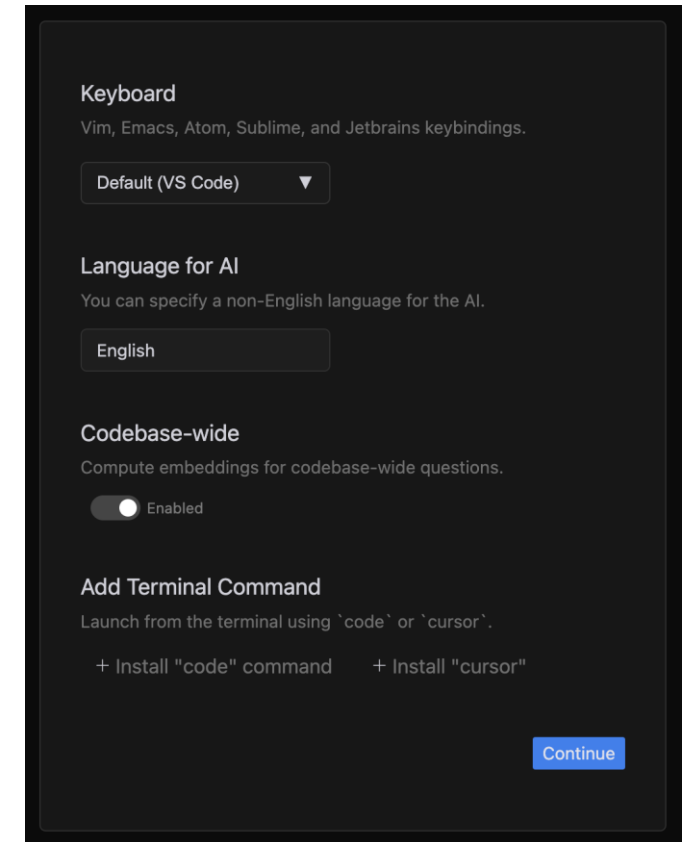 Keyboard
Vim, Emacs, Atom, Sublime, and Jetbrains keybindings.
Default (VS Code)
Language for AI
You can specify a non-English language for the AI.
English
Codebase-wide
Compute embeddings for codebase-wide questions.
Enabled
Add Terminal Command
Launch from the terminal using `code` or `cursor`.
+ Install "code" command + Install "cursor"
Continue